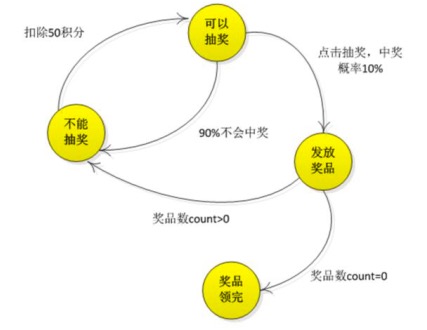 可以
抽奖
扣除50积分
点击抽奖，中奖
概率10%
不能
抽奖
90%不会中奖
发放
奖品
奖品数count>0
奖品
领完
奖品数count=0